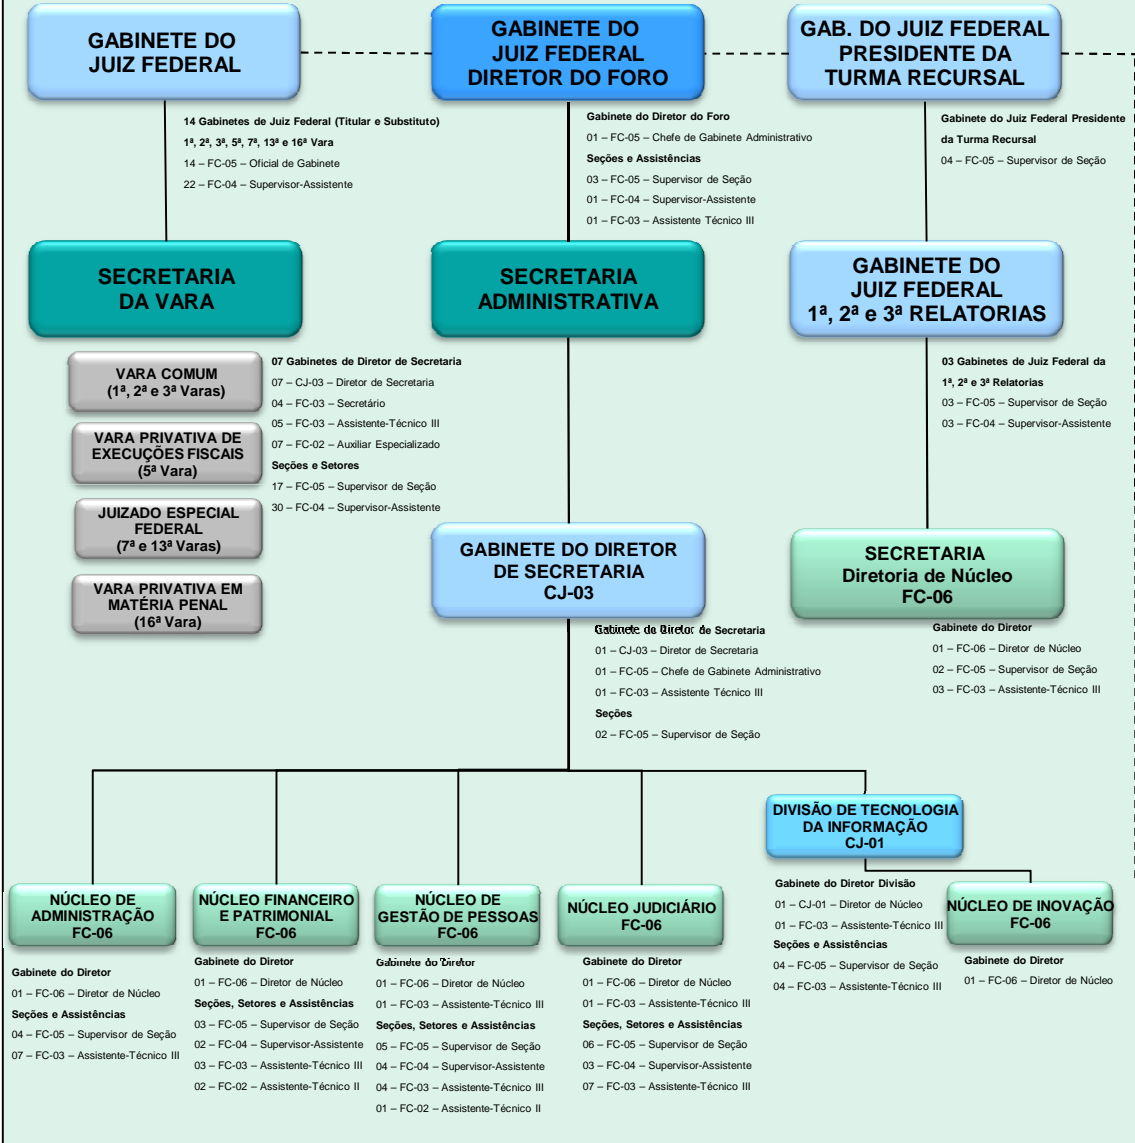 GABINETE DO
JUIZ FEDERAL
GABINETE DO
JUIZ FEDERAL
DIRETOR DO FORO
GAB. DO JUIZ FEDERAL
PRESIDENTE DA
TURMA RECURSAL
14 Gabinetes de Juiz Federal (Titular e Substituto)
1ª, 2ª, 3ª, 5ª, 7ª, 13ª e 16ª Vara
14 – FC-05 – Oficial de Gabinete
22 – FC-04 – Supervisor-Assistente
Gabinete do Diretor do Foro
01 – FC-05 – Chefe de Gabinete Administrativo
Seções e Assistências
03 – FC-05 – Supervisor de Seção
01 – FC-04 – Supervisor-Assistente
01 – FC-03 – Assistente Técnico III
Gabinete do Juiz Federal Presidente
da Turma Recursal
04 – FC-05 – Supervisor de Seção
SECRETARIA
DA VARA
SECRETARIA
ADMINISTRATIVA
GABINETE DO
JUIZ FEDERAL
1ª, 2ª e 3ª RELATORIAS
VARA COMUM
(1ª, 2ª e 3ª Varas)
VARA PRIVATIVA DE
EXECUÇÕES FISCAIS
(5ª Vara)
JUIZADO ESPECIAL
FEDERAL
(7ª e 13ª Varas)
VARA PRIVATIVA EM
MATÉRIA PENAL
(16ª Vara)
07 Gabinetes de Diretor de Secretaria
07 – CJ-03 – Diretor de Secretaria
04 – FC-03 – Secretário
05 – FC-03 – Assistente-Técnico III
07 – FC-02 – Auxiliar Especializado
Seções e Setores
17 – FC-05 – Supervisor de Seção
30 – FC-04 – Supervisor-Assistente
03 Gabinetes de Juiz Federal da
1ª, 2ª e 3ª Relatorias
03 – FC-05 – Supervisor de Seção
03 – FC-04 – Supervisor-Assistente
GABINETE DO DIRETOR
DE SECRETARIA
CJ-03
SECRETARIA
Diretoria de Núcleo
FC-06
Gabinete do Diretor de Secretaria
01 – CJ-03 – Diretor de Secretaria
01 – FC-05 – Chefe de Gabinete Administrativo
01 – FC-03 – Assistente Técnico III
Seções
02 – FC-05 – Supervisor de Seção
Gabinete do Diretor
01 – FC-06 – Diretor de Núcleo
02 – FC-05 – Supervisor de Seção
03 – FC-03 – Assistente-Técnico III
DIVISÃO DE TECNOLOGIA
DA INFORMAÇÃO
CJ-01
NÚCLEO DE
ADMINISTRAÇÃO
FC-06
NÚCLEO FINANCEIRO
E PATRIMONIAL
FC-06
NÚCLEO DE
GESTÃO DE PESSOAS
FC-06
NÚCLEO JUDICIÁRIO
FC-06
Gabinete do Diretor Divisão
01 – CJ-01 – Diretor de Núcleo
01 – FC-03 – Assistente-Técnico III
Seções e Assistências
04 – FC-05 – Supervisor de Seção
04 – FC-03 – Assistente-Técnico III
NÚCLEO DE INOVAÇÃO
FC-06
Gabinete do Diretor
01 – FC-06 – Diretor de Núcleo
Gabinete do Diretor
01 – FC-06 – Diretor de Núcleo
Seções e Assistências
04 – FC-05 – Supervisor de Seção
07 – FC-03 – Assistente-Técnico III
Gabinete do Diretor
01 – FC-06 – Diretor de Núcleo
Seções, Setores e Assistências
03 – FC-05 – Supervisor de Seção
02 – FC-04 – Supervisor-Assistente
03 – FC-03 – Assistente-Técnico III
02 – FC-02 – Assistente-Técnico II
Gabinete do Diretor
01 – FC-06 – Diretor de Núcleo
01 – FC-03 – Assistente-Técnico III
Seções, Setores e Assistências
05 – FC-05 – Supervisor de Seção
04 – FC-04 – Supervisor-Assistente
04 – FC-03 – Assistente-Técnico III
01 – FC-02 – Assistente-Técnico II
Gabinete do Diretor
01 – FC-06 – Diretor de Núcleo
01 – FC-03 – Assistente-Técnico III
Seções, Setores e Assistências
06 – FC-05 – Supervisor de Seção
03 – FC-04 – Supervisor-Assistente
07 – FC-03 – Assistente-Técnico III